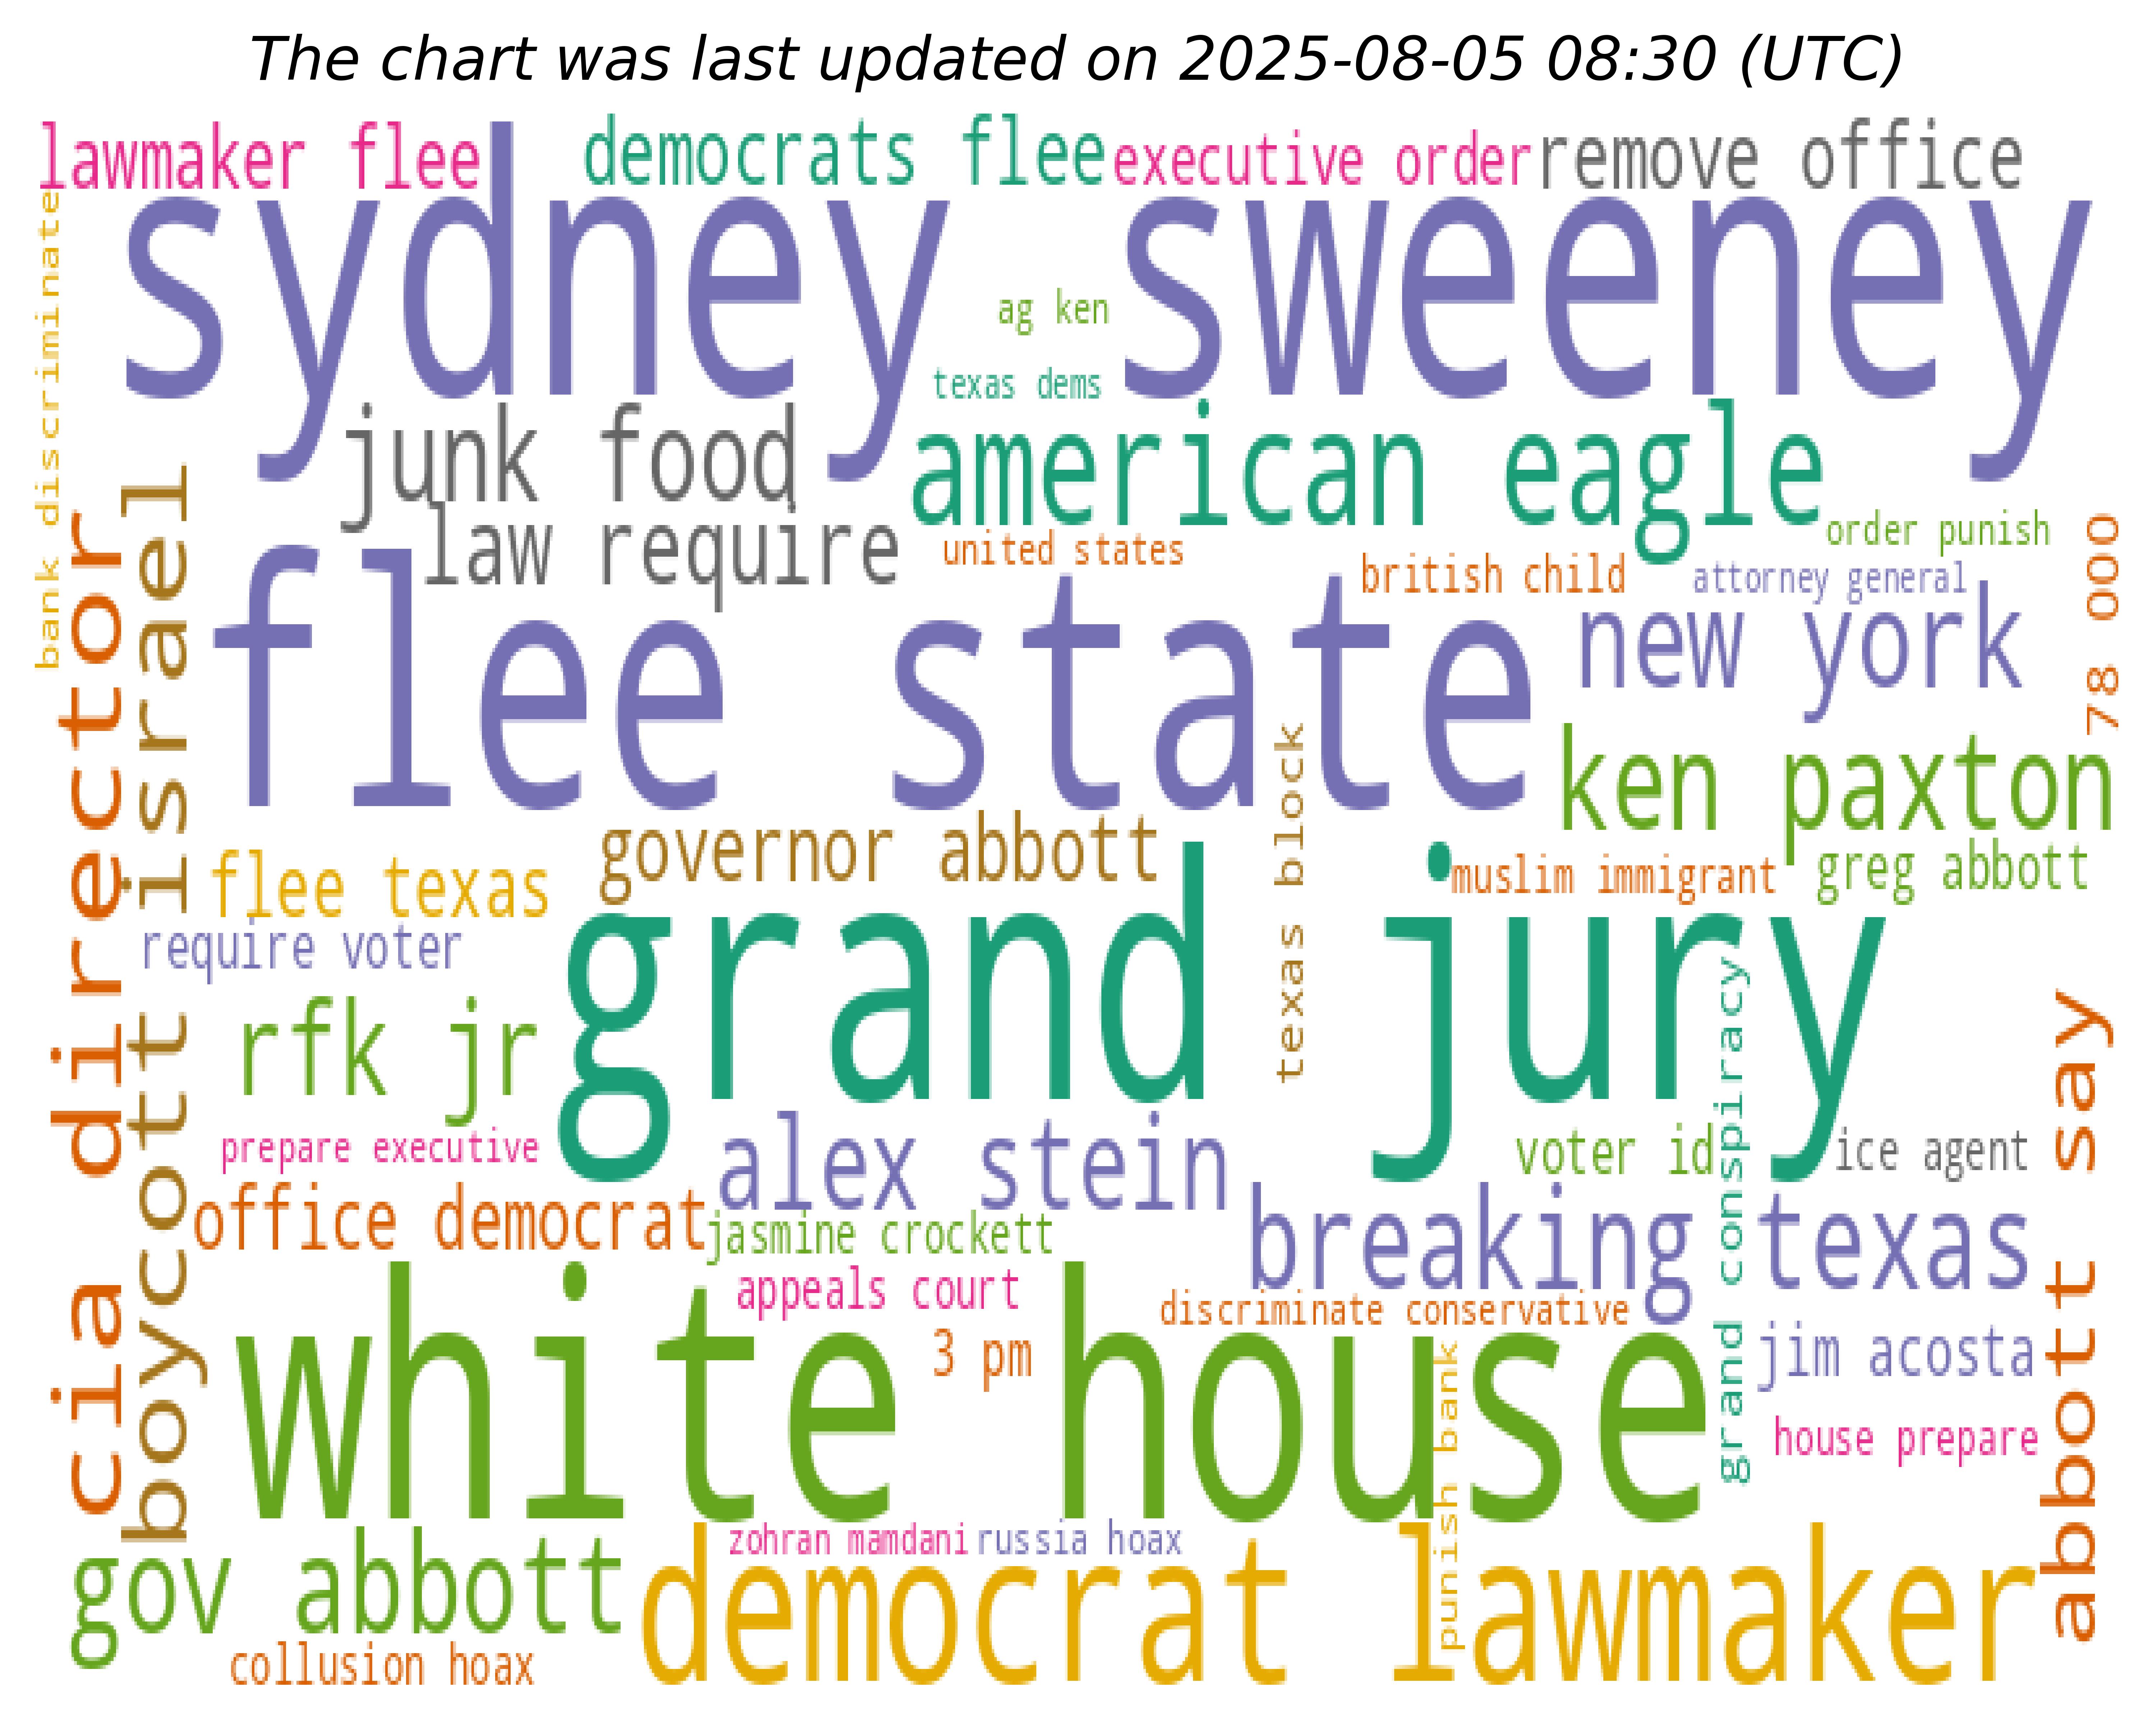 The chart was last updated on 2025-08-05 08:30 (UTC)
lawmaker flee
democrats flee
executive order
remove office
sydney sweeney
bank discriminate
ag ken
texas dems
junk food
american eagle
law require
united states
order punish
british child
attorney general
78 000
flee state
new york
cia director
boycott israel
ken paxton
governor abbott
texas block
flee texas
muslim immigrant
greg abbott
require voter
grand jury
rfk jr
grand conspiracy
prepare executive
alex stein
voter id
ice agent
abbott say
office democrat
jasmine crockett
breaking texas
appeals court
discriminate conservative
white house
3 pm
jim acosta
punish bank
house prepare
gov abbott
zohran mamdani
russia hoax
democrat lawmaker
collusion hoax